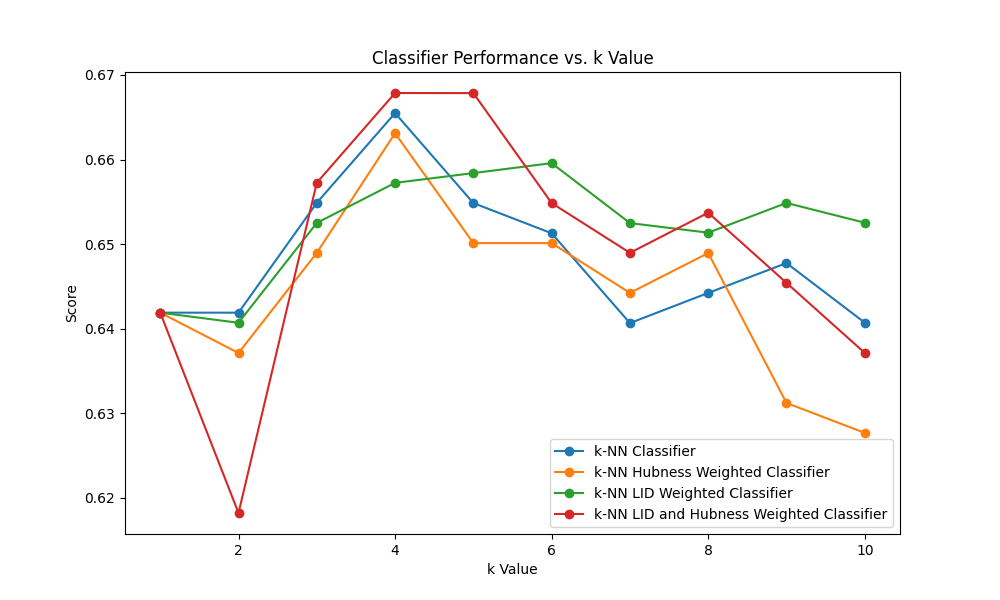 Classifier Performance vs. k Value
0.67
0.66
0.65
0.64
0.63
0.62
Score
2
4
6
8
10
k Value
k-NN Classifier
k-NN Hubness Weighted Classifier
k-NN LID Weighted Classifier
k-NN LID and Hubness Weighted Classifier